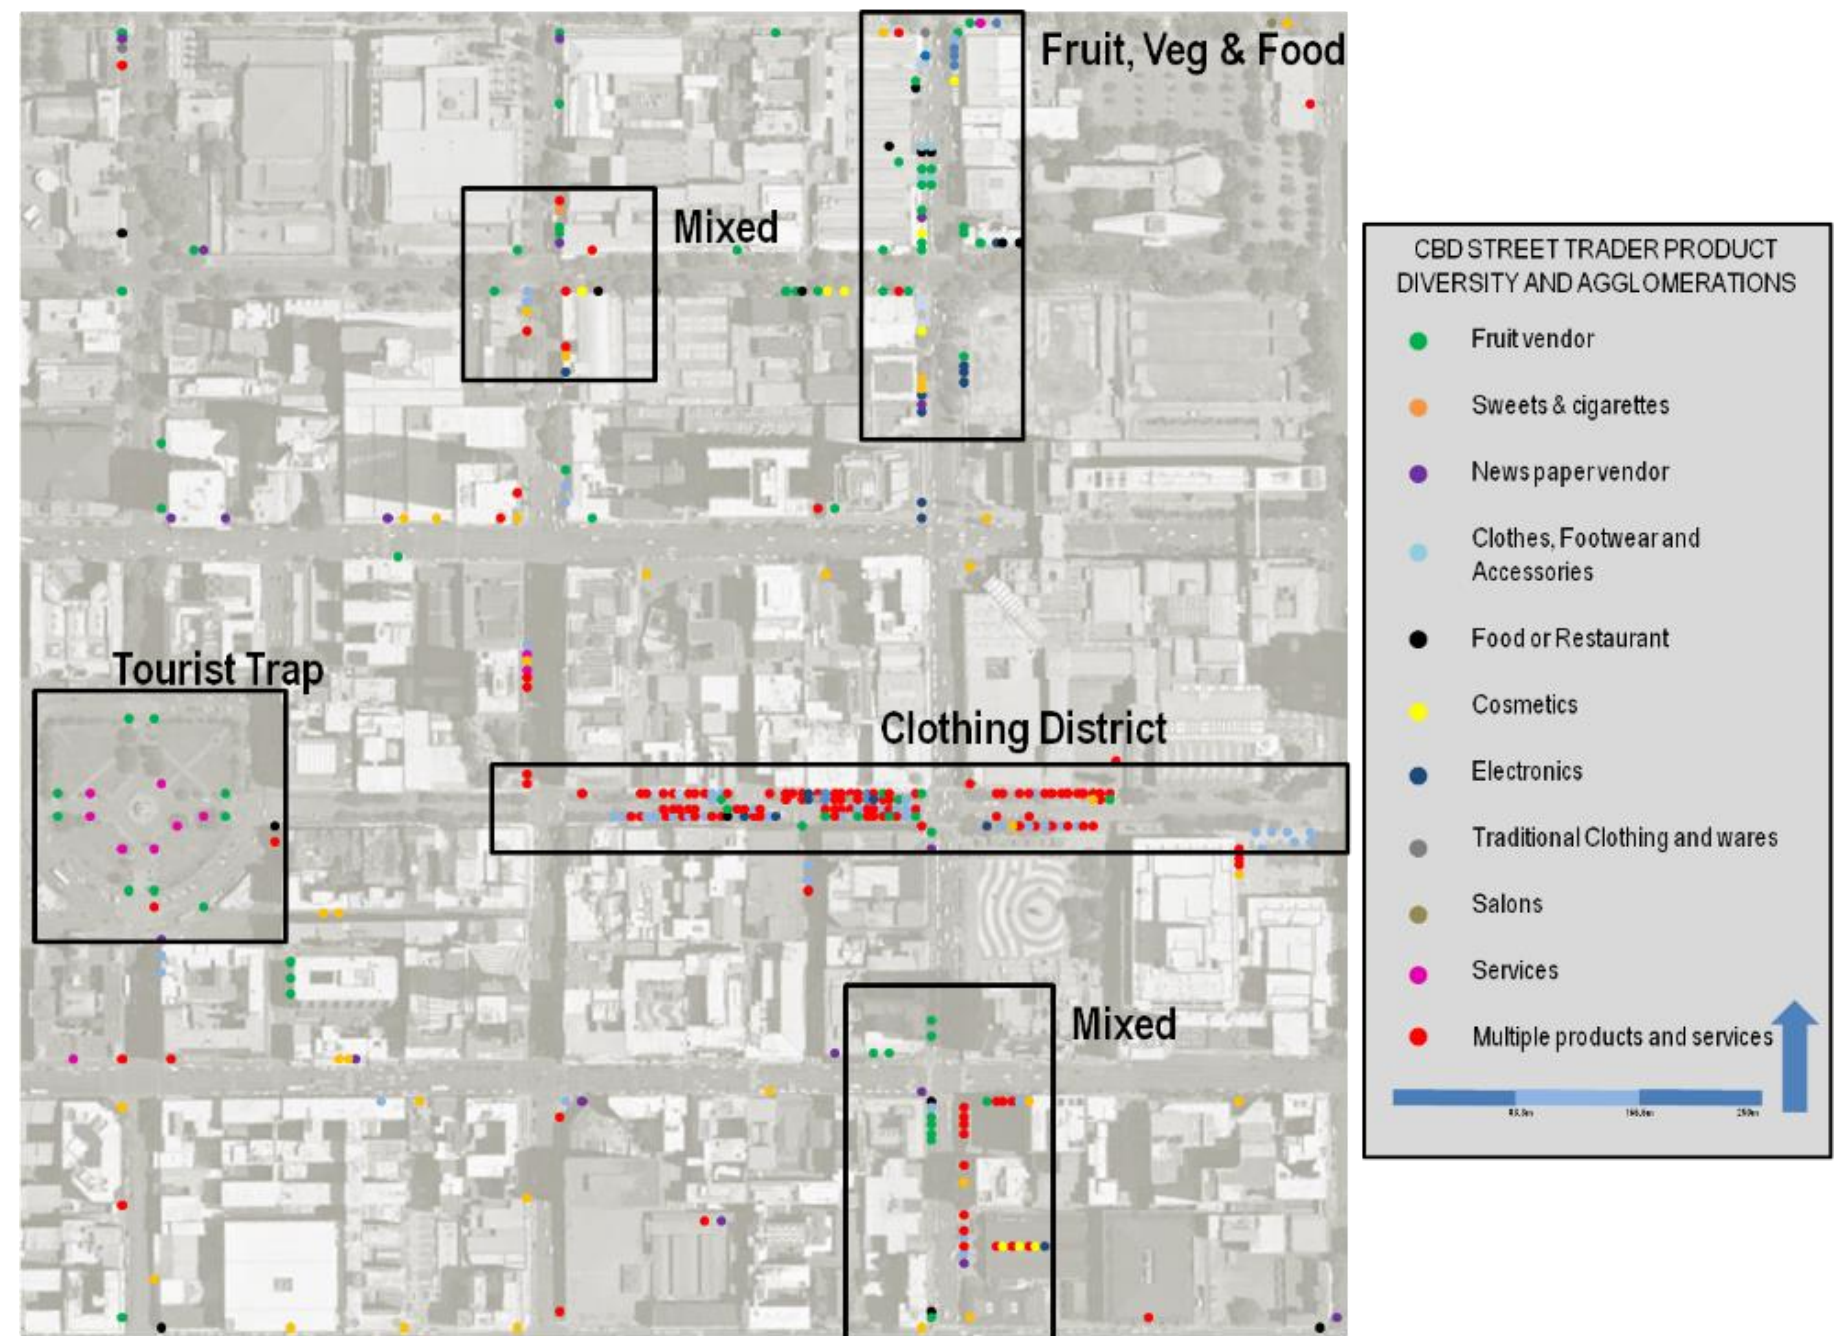 Fruit, Veg & Food
Mixed
Tourist Trap
Clothing District
Mixed
CBD STREET TRADER PRODUCT
DIVERSITY AND AGGLOMERATIONS
Fruit vendor
Sweets & cigarettes
News paper vendor
Clothes, Footwear and
Accessories
Food or Restaurant
Cosmetics
Electronics
Traditional Clothing and wares
Salons
Services
Multiple products and services
250m